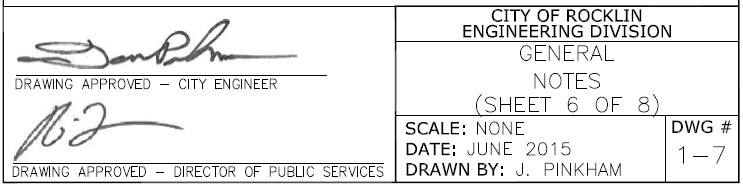 DRAWING APPROVED – CITY ENGINEER
DRAWING APPROVED – DIRECTOR OF PUBLIC SERVICES
CITY OF ROCKLIN
ENGINEERING DIVISION
GENERAL
NOTES
(SHEET 6 OF 8)
SCALE: NONE
DATE: JUNE 2015
DRAWN BY: J. PINKHAM
DWG #
1-7